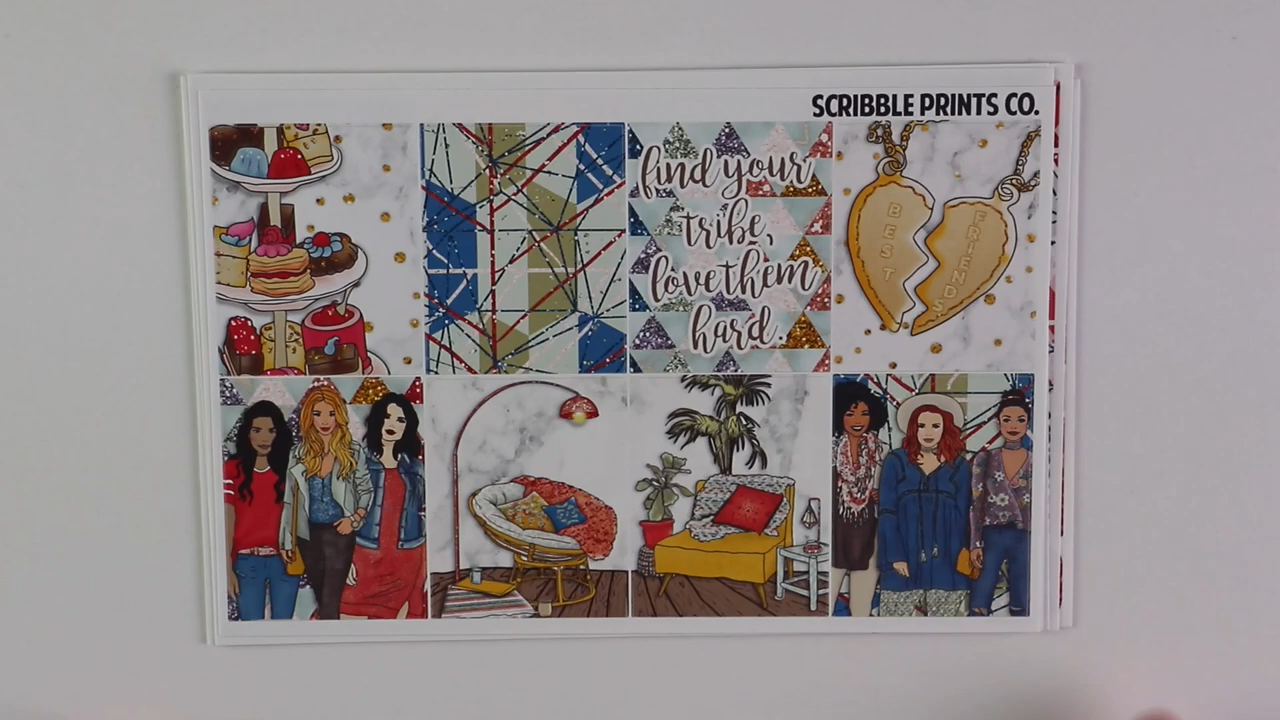 SCRIBBLE PRINTS CO.
find your
tribe,
love them
hard.
BEST
FRIENDS